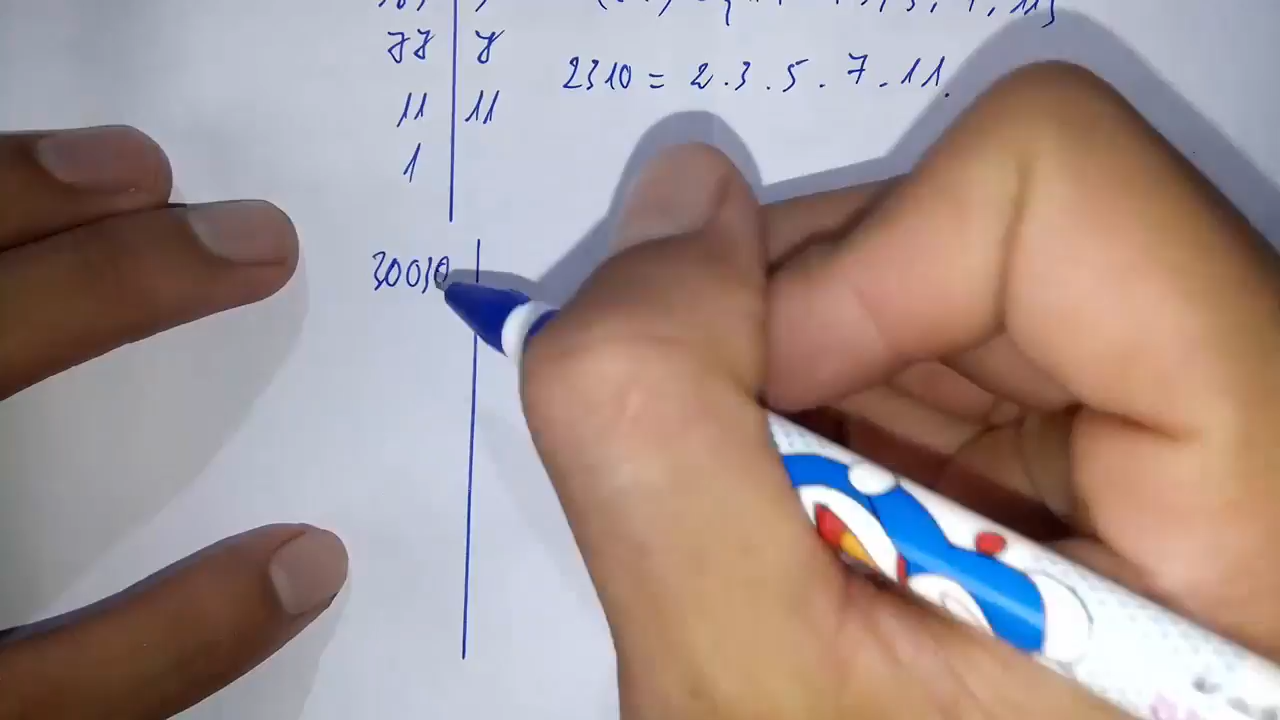 77 | 7
2310 = 2.3.5.7.11.
11 | 11
1
30030